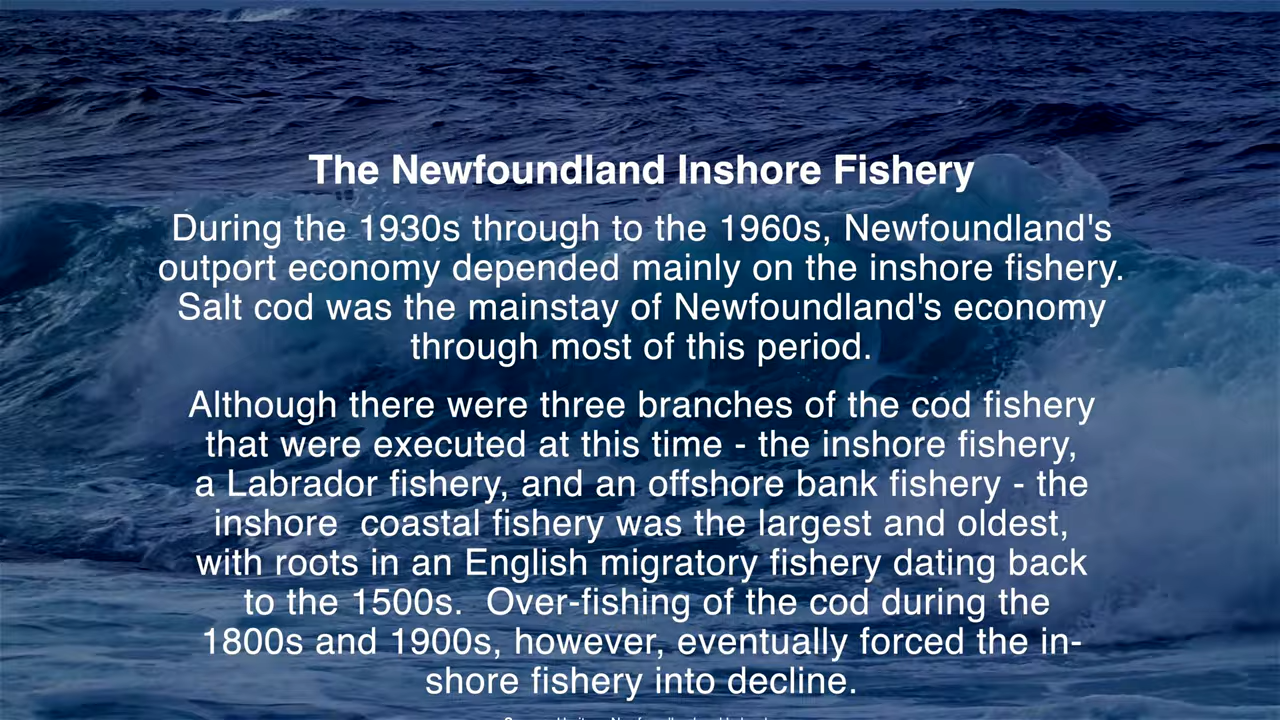 The Newfoundland Inshore Fishery
During the 1930s through to the 1960s, Newfoundland's
outport economy depended mainly on the inshore fishery.
Salt cod was the mainstay of Newfoundland's economy
through most of this period.
Although there were three branches of the cod fishery
that were executed at this time - the inshore fishery,
a Labrador fishery, and an offshore bank fishery - the
inshore  coastal fishery was the largest and oldest,
with roots in an English migratory fishery dating back
to the 1500s.  Over-fishing of the cod during the
1800s and 1900s, however, eventually forced the in-
shore fishery into decline.